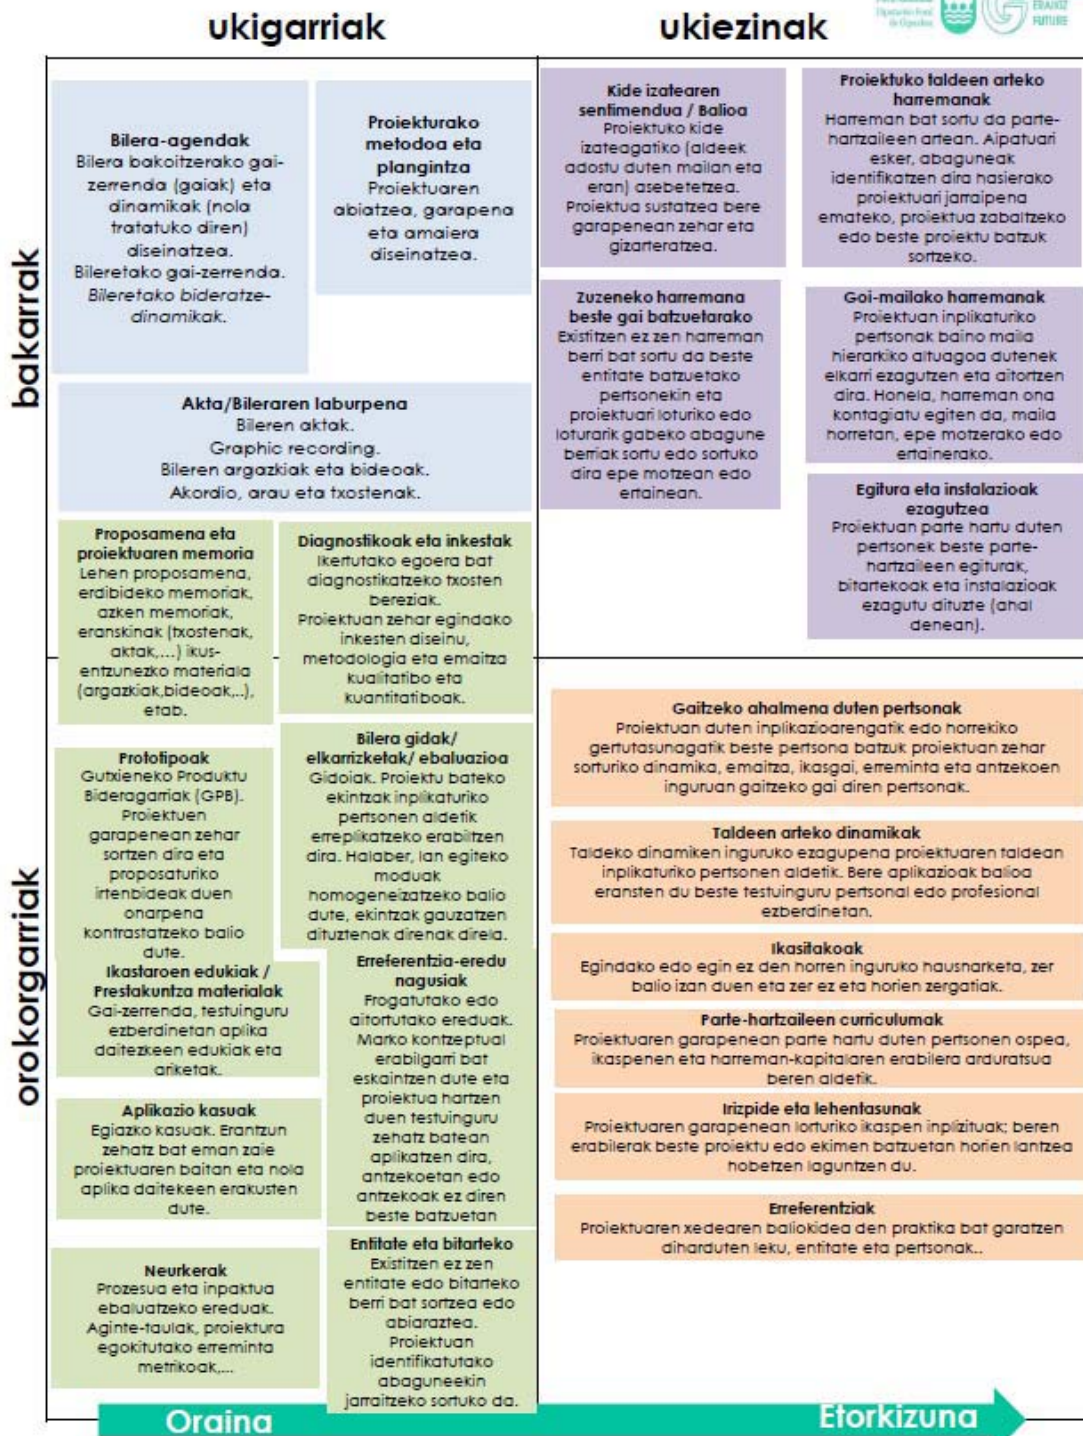 ukigarriak
ukiezinak
ERAIKIZ
FUTURE
bakarrak
Bilera-agendak
Bilera bakoitzerako gai-
zerrenda (gaiak) eta
dinamikak (nola
tratatuko diren)
diseinatzea.
Bileretako gai-zerrenda.
Bileretako bideratze-
dinamikak.
Proiekturako
metodoa eta
plangintza
Proiektuaren
abiatzea, garapena
eta amaiera
diseinatzea.
Akta/Bileraren laburpena
Bileren aktak.
Graphic recording.
Bileren argazkiak eta bideoak.
Akordio, arau eta txostenak.
Kide izatearen
sentimendua / Balioa
Proiektuko kide
izateagatiko (aldeek
adostu duten mailan eta
eran) asebetetzea.
Proiektua sustatzea bere
garapenean zehar eta
gizarteratzea.
Proiektuko taldeen arteko
harremanak
Harreman bat sortu da parte-
hartzaileen artean. Aipatuari
esker, abaguneak
identifikatzen dira hasierako
proiektuari jarraipena
emateko, proiektua zabaltzeko
edo beste proiektu batzuk
sortzeko.
Zuzeneko harremana
beste gai batzuetarako
Existitzen ez zen harreman
berri bat sortu da beste
entitate batzuetako
pertsonekin eta
proiektuari loturiko edo
loturarik gabeko abagune
berriak sortu edo sortuko
dira epe motzean edo
ertainean.
Goi-mailako harremanak
Proiektuan inplikaturiko
pertsonak baino maila
hierarkiko altuagoa dutenek
elkarri ezagutzen eta aitortzen
dira. Honela, harreman ona
kontagiatu egiten da, maila
horretan, epe motzerako edo
ertainerako.
Egitura eta instalazioak
ezagutzea
Proiektuan parte hartu duten
pertsonek beste parte-
hartzaileen egiturak,
bitartekoak eta instalazioak
ezagutu dituzte (ahal
denean).
orokorgarriak
Proposamena eta
proiektuaren memoria
Lehen proposamena,
erdibideko memoriak,
azken memoriak,
eranskinak (txostenak,
aktak,...) ikus-
entzunezko materiala
(argazkiak,bideoak,..),
etab.
Diagnostikoak eta inkestak
Ikertutako egoera bat
diagnostikatzeko txosten
bereziak.
Proiektuan zehar egindako
inkesten diseinu,
metodologia eta emaitza
kualitatibo eta
kuantitatiboak.
Prototipoak
Gutxieneko Produktu
Bideragarriak (GPB).
Proiektuen
garapenean zehar
sortzen dira eta
proposaturiko
irtenbideak duen
onarpena
kontrastatzeko balio
dute.
Bilera gidak/
elkarrizketak/ ebaluazioa
Gidoiak. Proiektu bateko
ekintzak inplikaturiko
pertsonen aldetik
erreplikatzeko erabiltzen
dira. Halaber, lan egiteko
moduak
homogeneizatzeko balio
dute, ekintzak gauzatzen
dituztenak direnak direla.
Ikastaroen edukiak /
Prestakuntza materialak
Gai-zerrenda, testuinguru
ezberdinetan aplika
daitezkeen edukiak eta
ariketak.
Erreferentzia-eredu
nagusiak
Frogatutako edo
aitortutako ereduak.
Marko kontzeptual
erabilgarri bat
eskaintzen dute eta
proiektua hartzen
duen testuinguru
zehatz batean
aplikatzen dira,
antzekoetan edo
antzekoak ez diren
beste batzuetan
Aplikazio kasuak
Egiazko kasuak. Erantzun
zehatz bat eman zaie
proiektuaren baitan eta nola
aplika daitekeen erakusten
dute.
Neurkerak
Prozesua eta inpaktua
ebaluatzeko ereduak.
Aginte-taulak, proiektura
egokitutako erreminta
metrikoak,...
Entitate eta bitarteko
Existitzen ez zen
entitate edo bitarteko
berri bat sortzea edo
abiaraztea.
Proiektuan
identifikatutako
abaguneekin
jarraitzeko sortuko da.
Gaitzeko ahalmena duten pertsonak
Proiektuan duten inplikazioarengatik edo horrekiko
gertutasunagatik beste pertsona batzuk proiektuan zehar
sorturiko dinamika, emaitza, ikasgai, erreminta eta antzekoen
inguruan gaitzeko gai diren pertsonak.
Taldeen arteko dinamikak
Taldeko dinamiken inguruko ezagupena proiektuaren taldean
inplikaturiko pertsonen aldetik. Bere aplikazioak balioa
eransten du beste testuinguru pertsonal edo profesional
ezberdinetan.
Ikasitakoak
Egindako edo egin ez den horren inguruko hausnarketa, zer
balio izan duen eta zer ez eta horien zergatiak.
Parte-hartzaileen curriculumak
Proiektuaren garapenean parte hartu duten pertsonen ospea,
ikaspenen eta harreman-kapitalaren erabilera arduratsua
beren aldetik.
Irizpide eta lehentasunak
Proiektuaren garapenean lorturiko ikaspen inplizituak; beren
erabilerak beste proiektu edo ekimen batzuetan horien lantzea
hobetzen laguntzen du.
Erreferentziak
Proiektuaren xedearen baliokidea den praktika bat garatzen
diharduten leku, entitate eta pertsonak..
Oraina
Etorkizuna